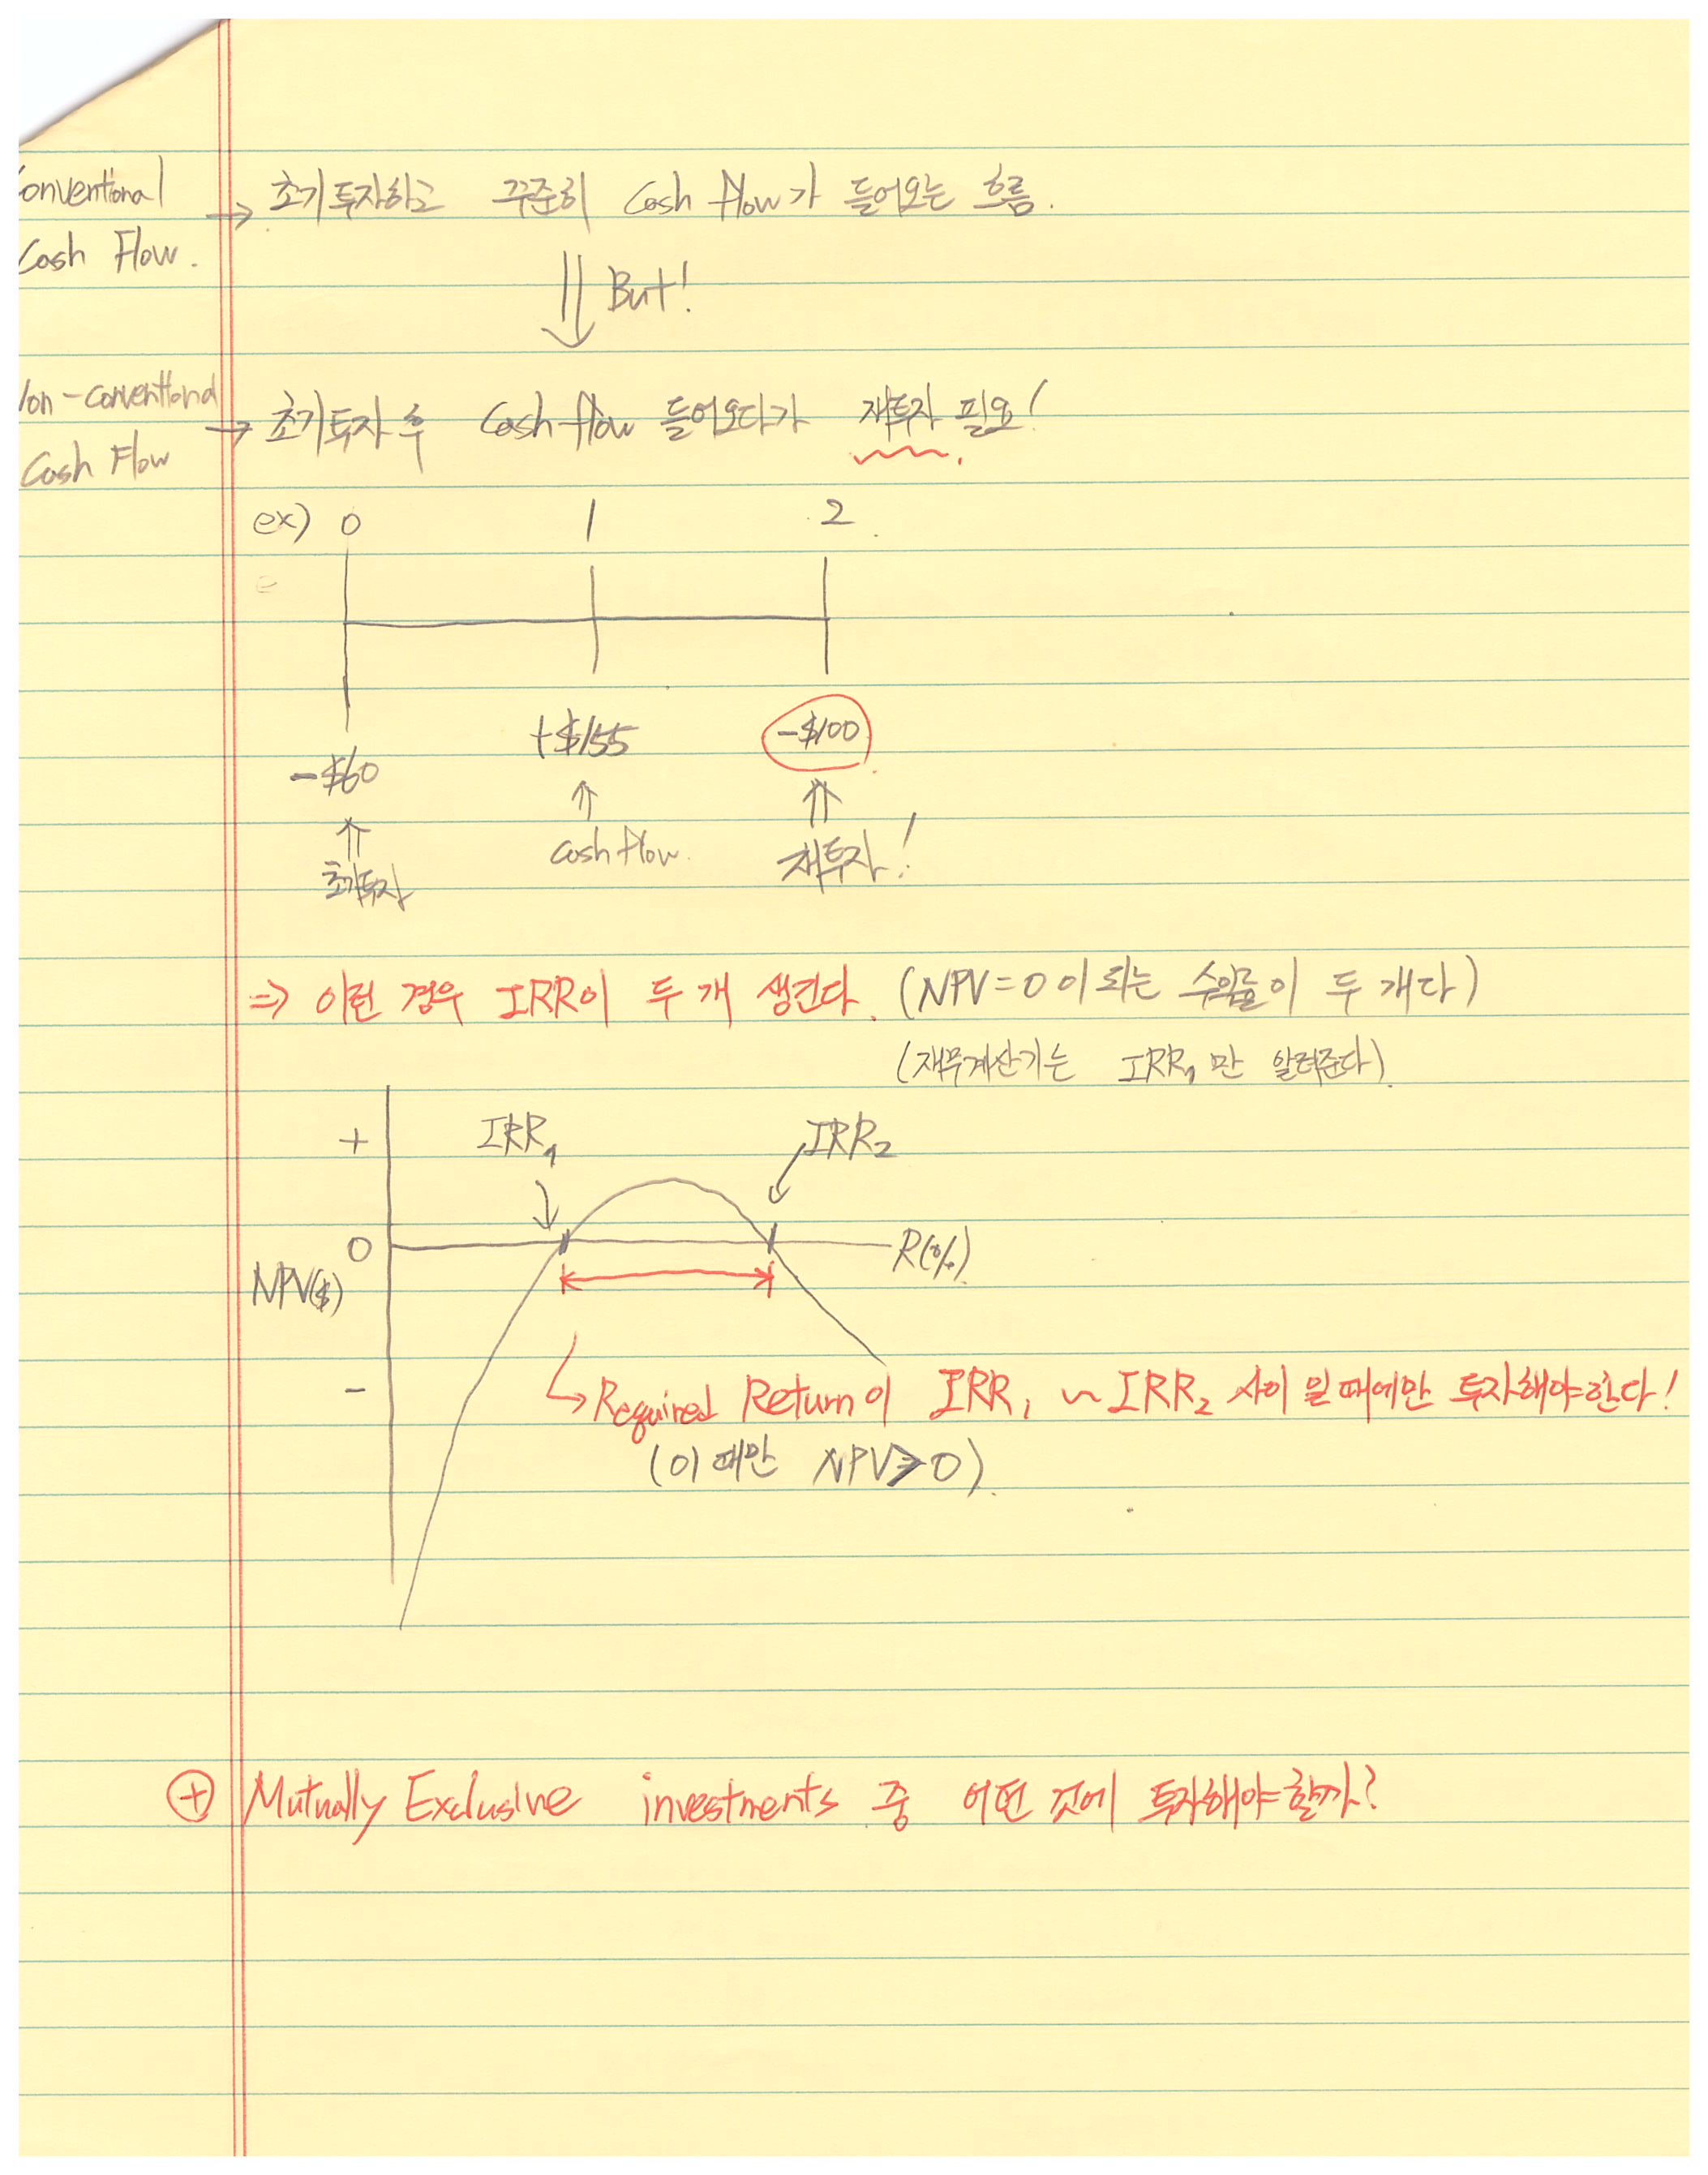 onventional → 초기투자하고 꾸준히 Cash flow가 들어오는 흐름.
Cash Flow.
But!
on-conventional → 초기투자 후 Cash flow 들어오다가 재투자 필요!
Cash Flow
ex) 0 1 2
e
-$60 +$155 -$100
초기투자 cash flow. 재투자!
⇒ 이런 경우 IRR이 두 개 생긴다. (NPV=0이 되는 수익률이 두 개다)
(재무계산기는 IRR₁만 알려준다).
+ IRR₁ IRR₂
0 R(%)
NPV($)
-
↳ Required Return이 IRR₁ ~ IRR₂ 사이 일 때에만 투자해야한다!
(이 때만 NPV≥0).
⊕ Mutually Exclusive investments 중 어떤 것에 투자해야 할까?